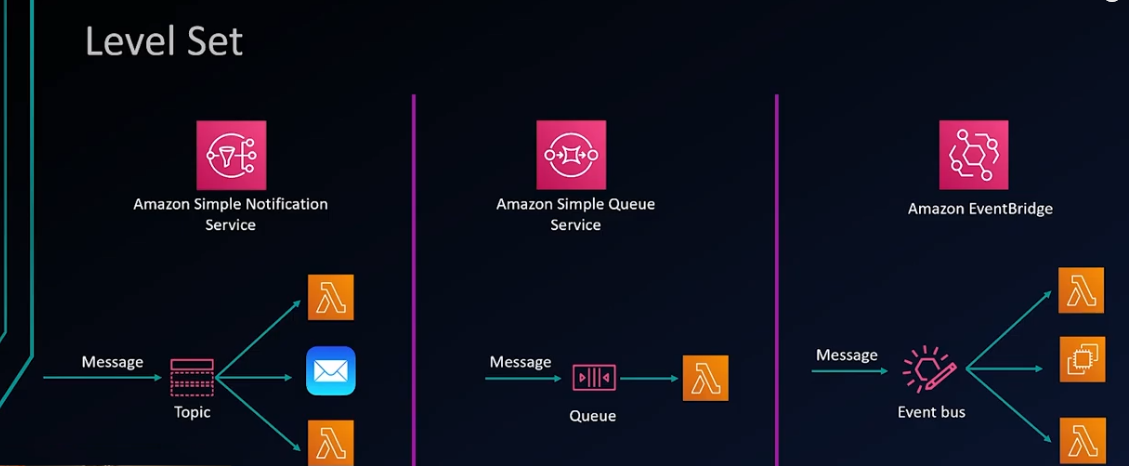 Level Set
Amazon Simple Notification
Service
Message
Topic
Amazon Simple Queue
Service
Message
Queue
Amazon EventBridge
Message
Event bus